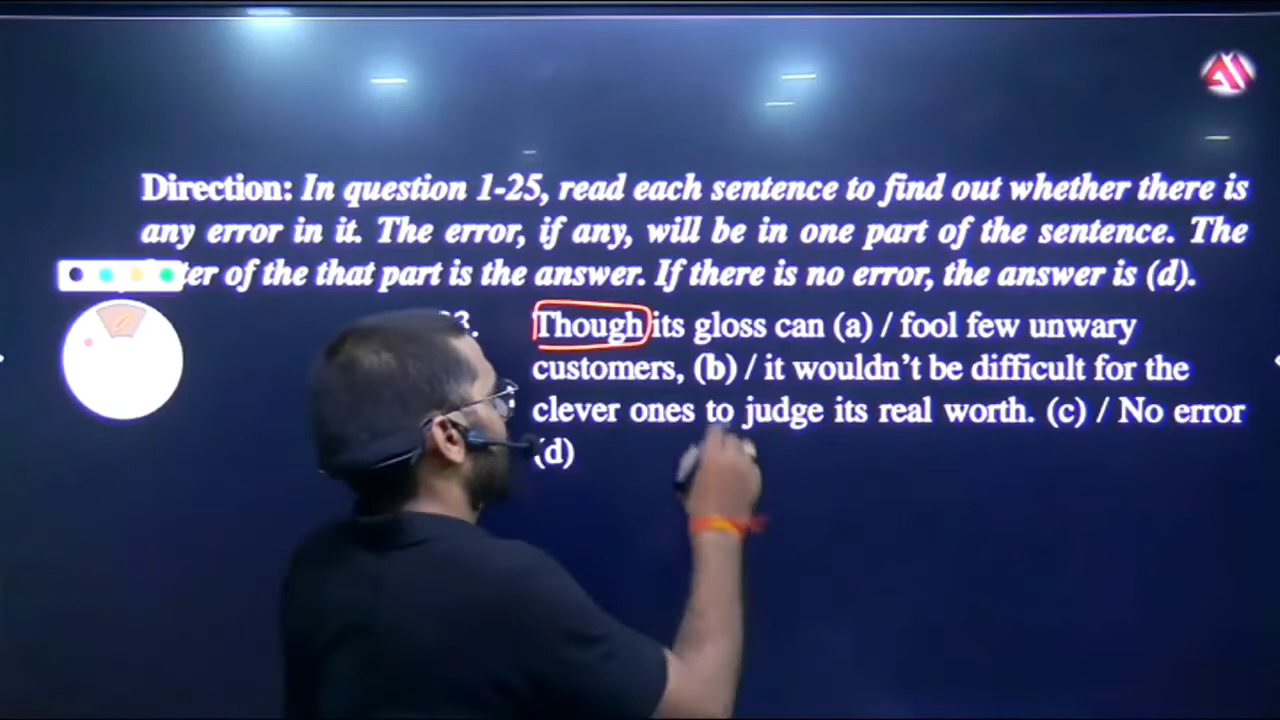 Direction: In question 1-25, read each sentence to find out whether there is
any error in it. The error, if any, will be in one part of the sentence. The
of the that part is the answer. If there is no error, the answer is (d).
3. Though its gloss can (a) / fool few unwary
customers, (b) / it wouldn't be difficult for the
clever ones to judge its real worth. (c) / No error
(d)